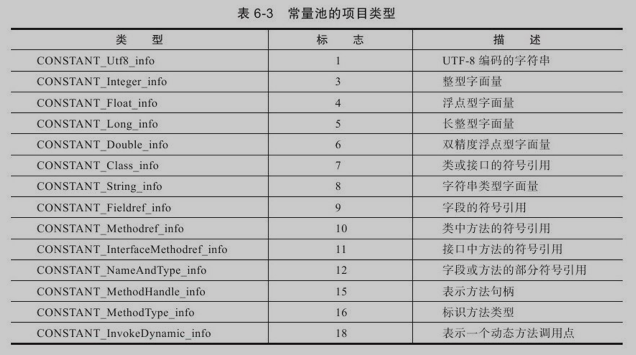 表 6-3 常量池的项目类型
类 型 标 志 描 述
CONSTANT_Utf8_info 1 UTF-8 编码的字符串
CONSTANT_Integer_info 3 整型字面量
CONSTANT_Float_info 4 浮点型字面量
CONSTANT_Long_info 5 长整型字面量
CONSTANT_Double_info 6 双精度浮点型字面量
CONSTANT_Class_info 7 类或接口的符号引用
CONSTANT_String_info 8 字符串类型字面量
CONSTANT_Fieldref_info 9 字段的符号引用
CONSTANT_Methodref_info 10 类中方法的符号引用
CONSTANT_InterfaceMethodref_info 11 接口中方法的符号引用
CONSTANT_NameAndType_info 12 字段或方法的部分符号引用
CONSTANT_MethodHandle_info 15 表示方法句柄
CONSTANT_MethodType_info 16 标识方法类型
CONSTANT_InvokeDynamic_info 18 表示一个动态方法调用点